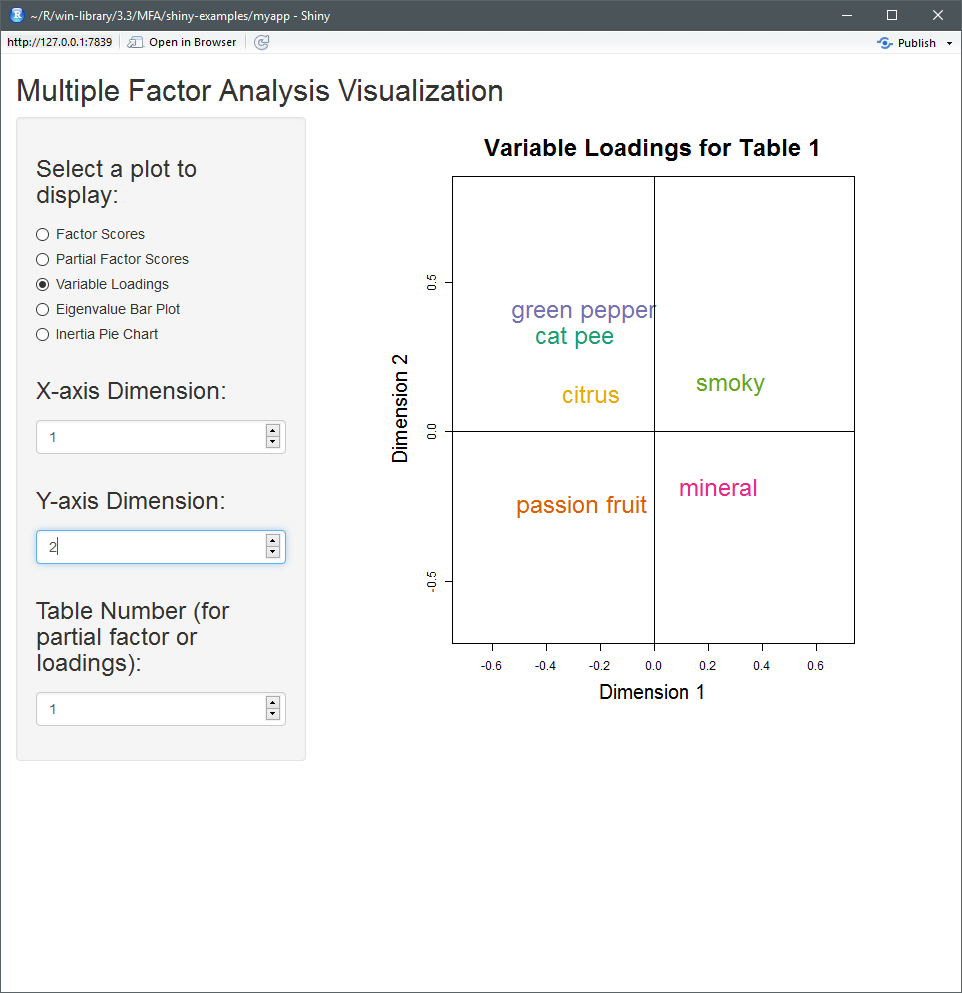 ~/R/win-library/3.3/MFA/shiny-examples/myapp - Shiny
http://127.0.0.1:7839 Open in Browser Publish
Multiple Factor Analysis Visualization
Select a plot to
display:
Factor Scores
Partial Factor Scores
Variable Loadings
Eigenvalue Bar Plot
Inertia Pie Chart
X-axis Dimension:
1
Y-axis Dimension:
2
Table Number (for
partial factor or
loadings):
1
Variable Loadings for Table 1
Dimension 2
0.5
0.0
-0.5
green pepper
cat pee
smoky
citrus
mineral
passion fruit
-0.6 -0.4 -0.2 0.0 0.2 0.4 0.6
Dimension 1